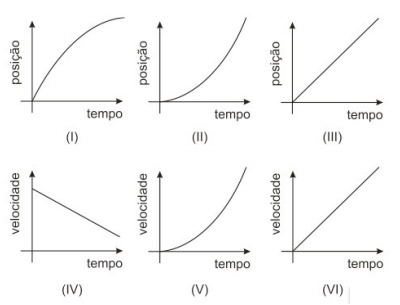 posição
tempo
(I)
posição
tempo
(II)
posição
tempo
(III)
velocidade
tempo
(IV)
velocidade
tempo
(V)
velocidade
tempo
(VI)